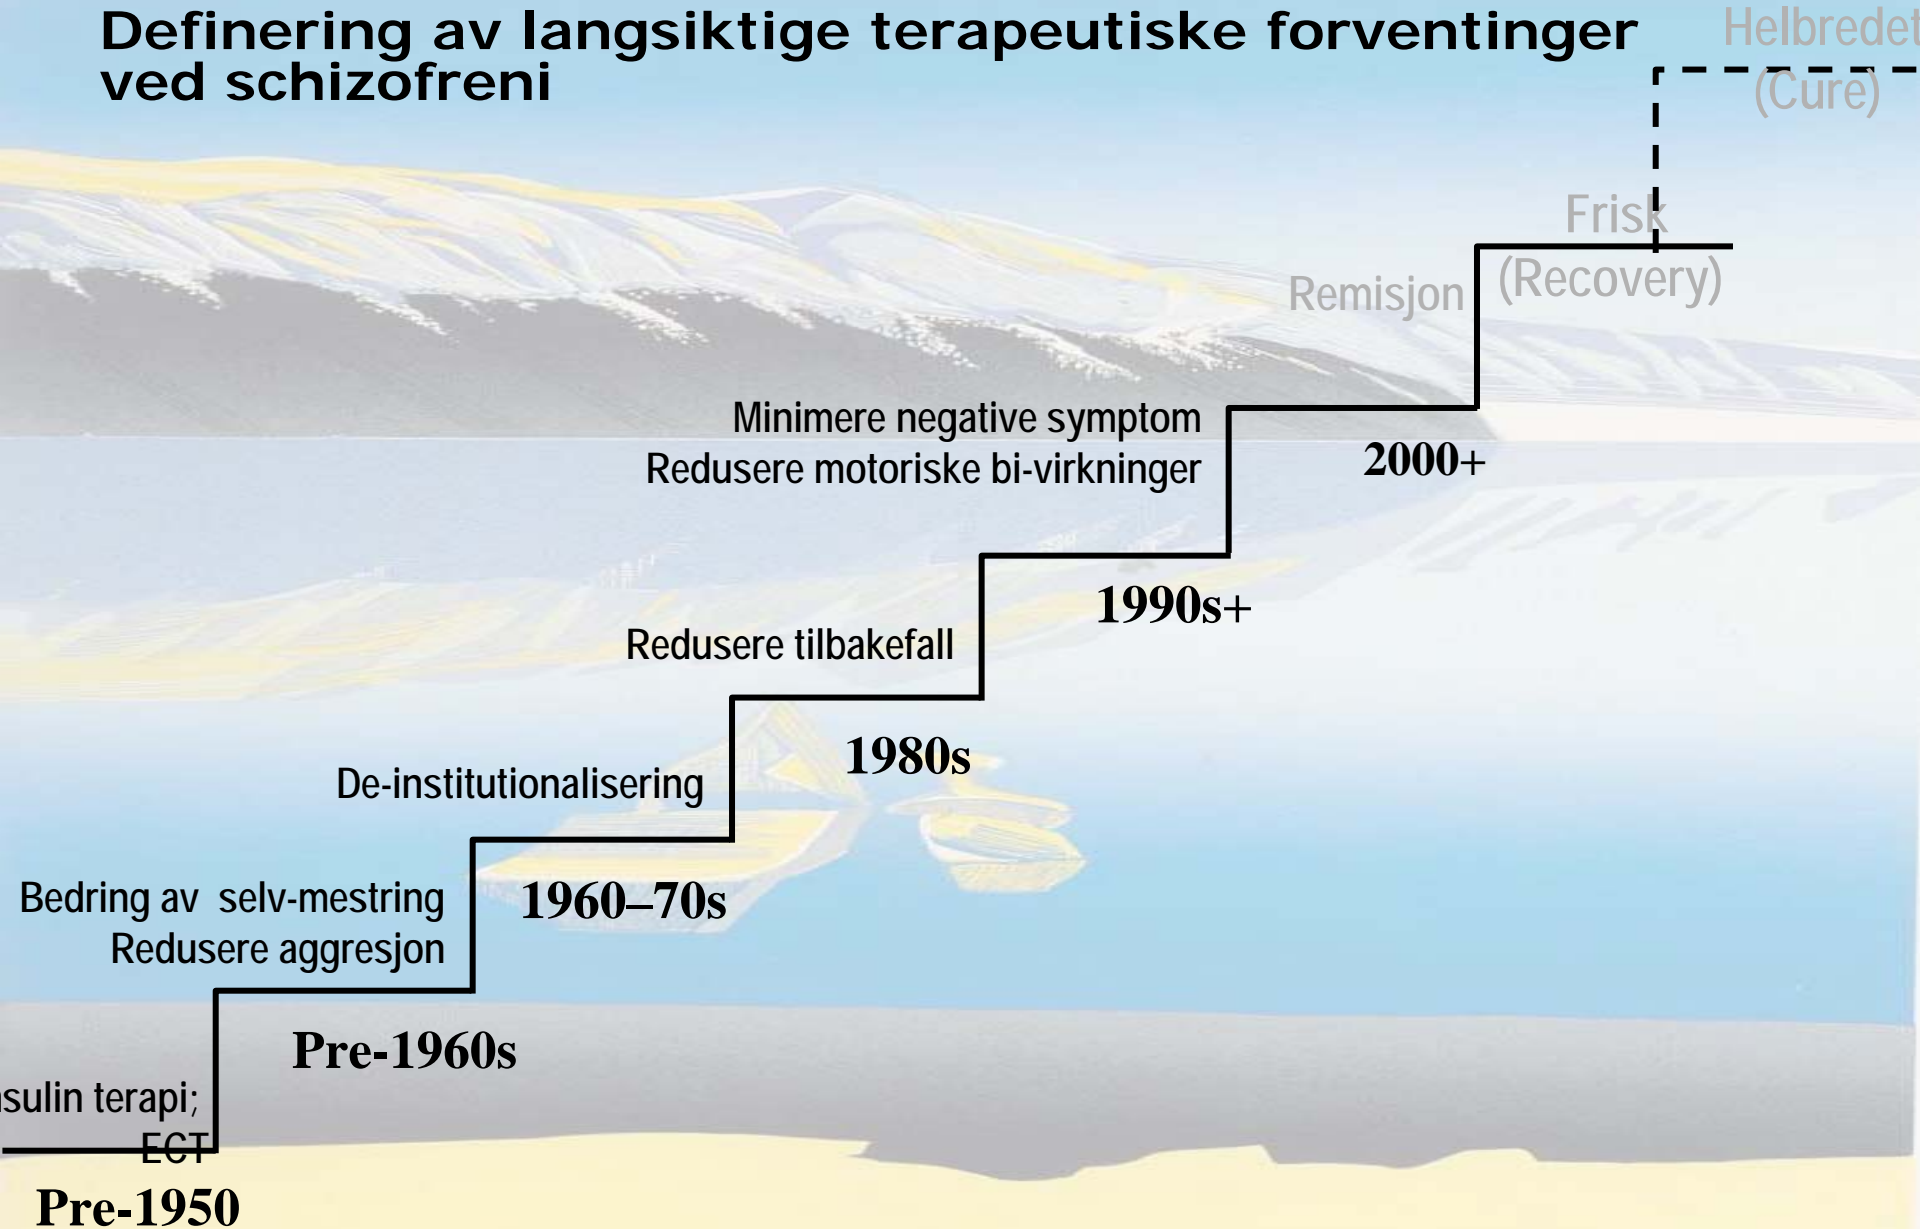 Definering av langsiktige terapeutiske forventinger
ved schizofreni
Helbredet
(Cure)
Frisk
(Recovery)
Remisjon
Minimere negative symptom
Redusere motoriske bi-virkninger
2000+
1990s+
Redusere tilbakefall
1980s
De-institutionalisering
1960–70s
Bedring av selv-mestring
Redusere aggresjon
Pre-1960s
sulin terapi;
ECT
Pre-1950